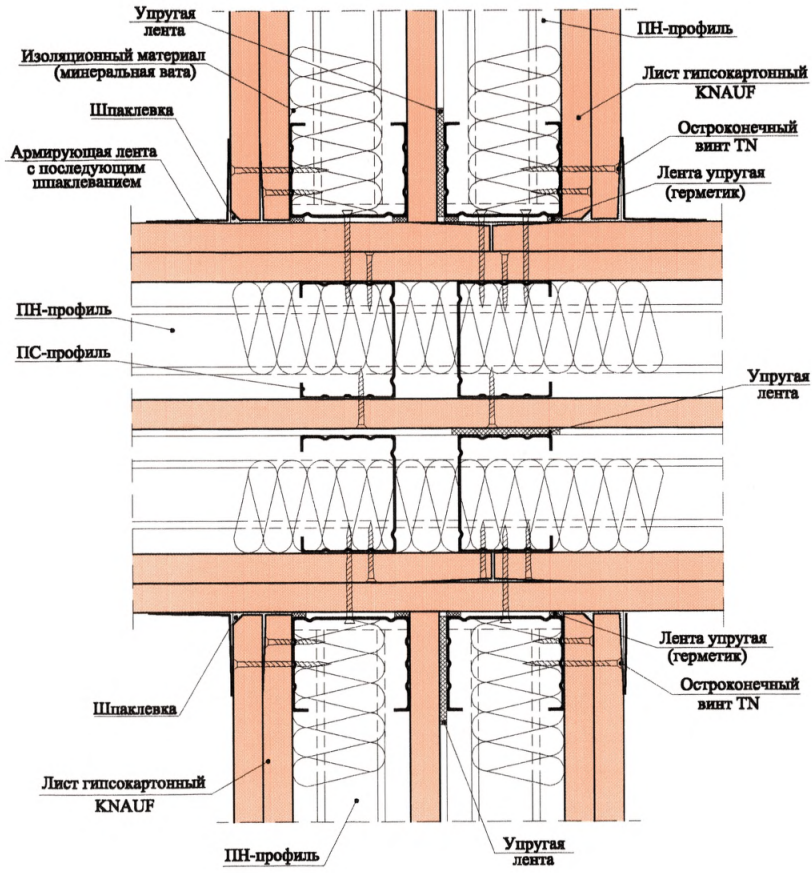 Упругая
лента
ПН-профиль
Изоляционный материал
(минеральная вата)
Лист гипсокартонный
KNAUF
Шпаклевка
Остроконечный
винт TN
Армирующая лента
с последующим
шпаклеванием
Лента упругая
(герметик)
ПН-профиль
ПС-профиль
Упругая
лента
Лента упругая
(герметик)
Остроконечный
винт TN
Шпаклевка
Лист гипсокартонный
KNAUF
ПН-профиль
Упругая
лента